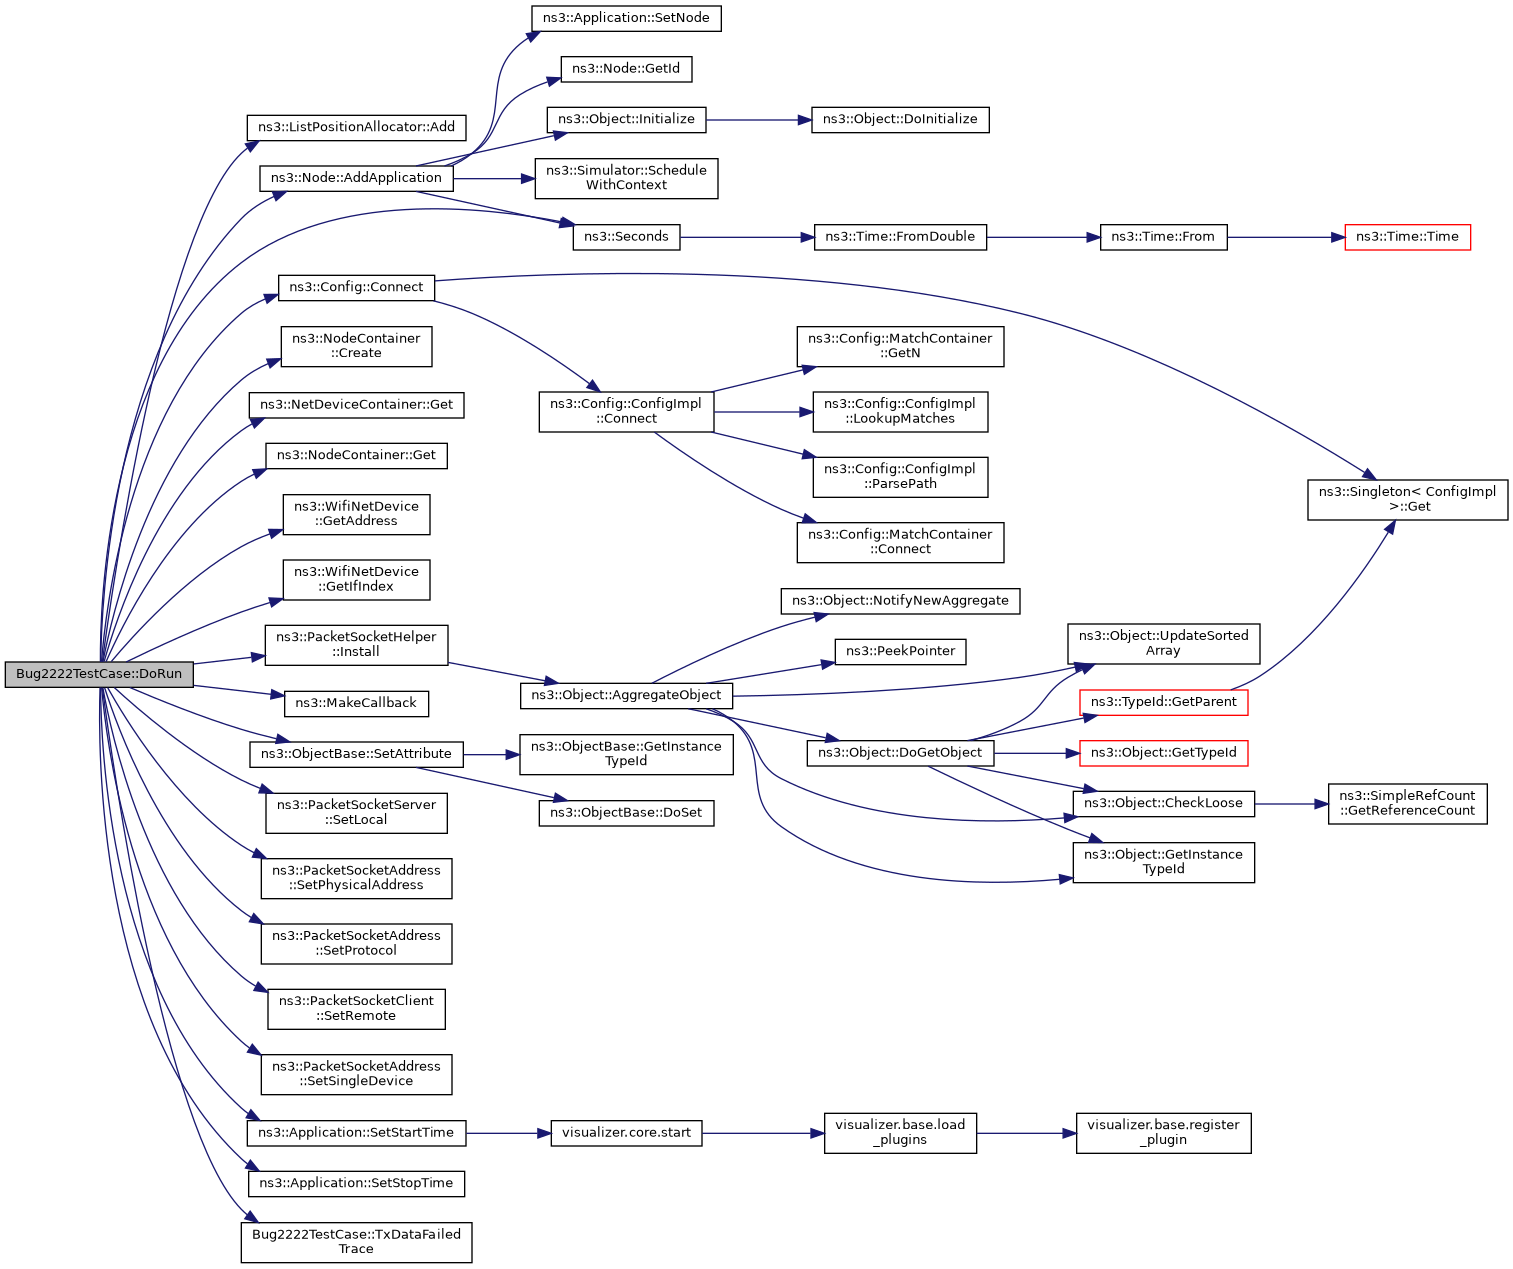 ns3::Application::SetNode
ns3::Node::GetId
ns3::ListPositionAllocator::Add
ns3::Object::Initialize
ns3::Object::DoInitialize
ns3::Node::AddApplication
ns3::Simulator::Schedule
WithContext
ns3::Seconds
ns3::Time::FromDouble
ns3::Time::From
ns3::Time::Time
ns3::Config::Connect
ns3::NodeContainer
::Create
ns3::Config::MatchContainer
::GetN
ns3::NetDeviceContainer::Get
ns3::Config::ConfigImpl
::Connect
ns3::Config::ConfigImpl
::LookupMatches
ns3::NodeContainer::Get
ns3::Config::ConfigImpl
::ParsePath
ns3::Singleton< ConfigImpl
>::Get
ns3::WifiNetDevice
::GetAddress
ns3::Config::MatchContainer
::Connect
ns3::WifiNetDevice
::GetIfIndex
ns3::Object::NotifyNewAggregate
ns3::PacketSocketHelper
::Install
ns3::PeekPointer
ns3::Object::UpdateSorted
Array
Bug2222TestCase::DoRun
ns3::MakeCallback
ns3::Object::AggregateObject
ns3::TypeId::GetParent
ns3::ObjectBase::SetAttribute
ns3::ObjectBase::GetInstance
TypeId
ns3::Object::DoGetObject
ns3::Object::GetTypeId
ns3::PacketSocketServer
::SetLocal
ns3::ObjectBase::DoSet
ns3::Object::CheckLoose
ns3::SimpleRefCount
::GetReferenceCount
ns3::PacketSocketAddress
::SetPhysicalAddress
ns3::Object::GetInstance
TypeId
ns3::PacketSocketAddress
::SetProtocol
ns3::PacketSocketClient
::SetRemote
ns3::PacketSocketAddress
::SetSingleDevice
ns3::Application::SetStartTime
visualizer.core.start
visualizer.base.load
_plugins
visualizer.base.register
_plugin
ns3::Application::SetStopTime
Bug2222TestCase::TxDataFailed
Trace